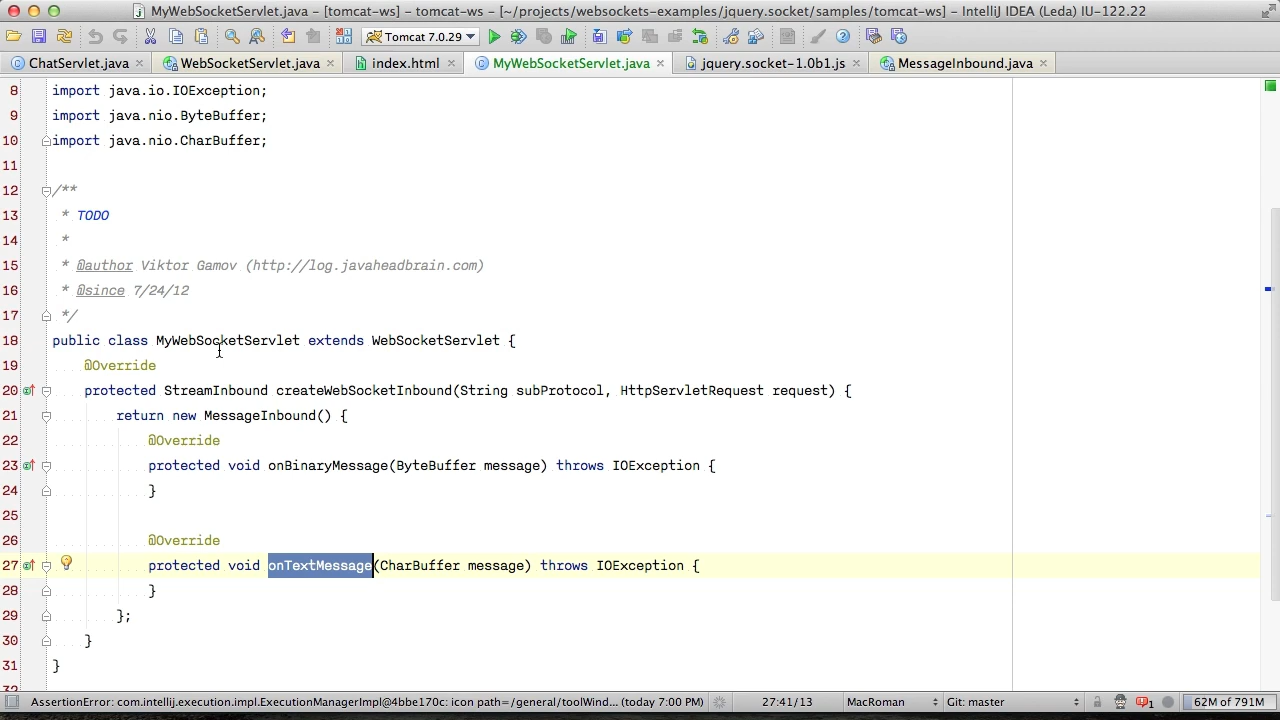 MyWebSocketServlet.java - [tomcat-ws] - tomcat-ws - [~/projects/websockets-examples/jquery.socket/samples/tomcat-ws] - IntelliJ IDEA (Leda) IU-122.22
Tomcat 7.0.29
ChatServlet.java WebSocketServlet.java index.html MyWebSocketServlet.java jquery.socket-1.0b1.js MessageInbound.java
8 import java.io.IOException;
9 import java.nio.ByteBuffer;
10 import java.nio.CharBuffer;
11
12 /**
13 * TODO
14 *
15 * @author Viktor Gamov (http://log.javaheadbrain.com)
16 * @since 7/24/12
17 */
18 public class MyWebSocketServlet extends WebSocketServlet {
19 @Override
20 protected StreamInbound createWebSocketInbound(String subProtocol, HttpServletRequest request) {
21 return new MessageInbound() {
22 @Override
23 protected void onBinaryMessage(ByteBuffer message) throws IOException {
24 }
25
26 @Override
27 protected void onTextMessage(CharBuffer message) throws IOException {
28 }
29 };
30 }
31 }
32
AssertionError: com.intellij.execution.impl.ExecutionManagerImpl@4bbe170c: icon path=/general/toolWind... (today 7:00 PM) 27:41/13 MacRoman Git: master 1 62M of 791M